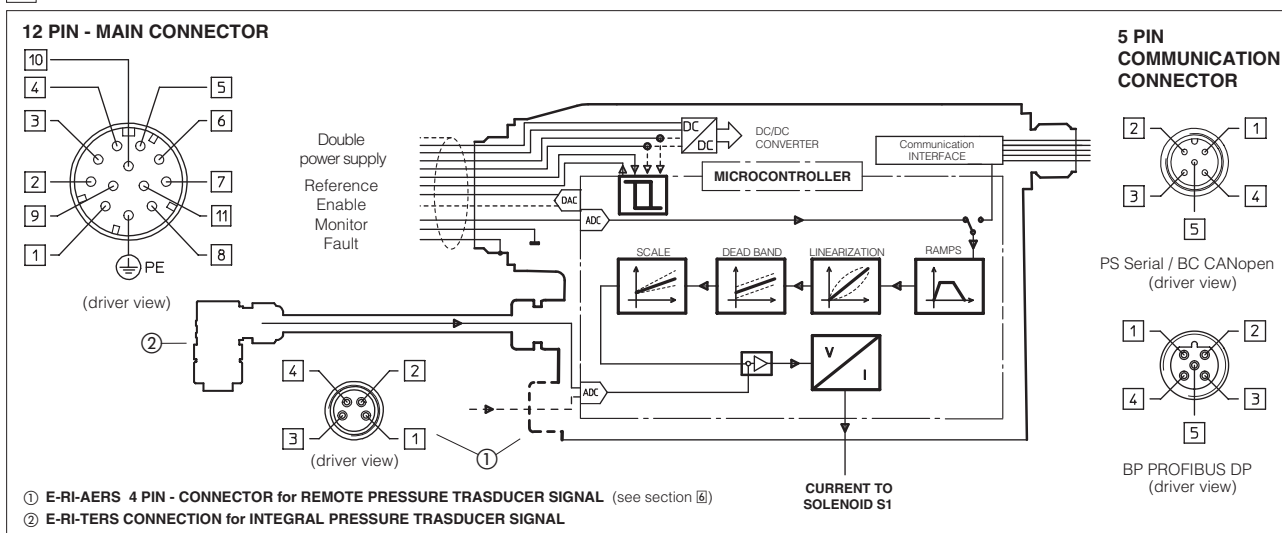 12 PIN - MAIN CONNECTOR
10
4
5
3
6
2
7
9
11
1
8
PE
(driver view)
Double
power supply
Reference
Enable
Monitor
Fault
DC
DC
DC/DC
CONVERTER
Communication
INTERFACE
MICROCONTROLLER
DAC
ADC
SCALE
DEAD BAND
LINEARIZATION
RAMPS
V
I
ADC
CURRENT TO
SOLENOID S1
2
4
2
3
1
(driver view)
1
5 PIN
COMMUNICATION
CONNECTOR
2
1
3
4
5
PS Serial / BC CANopen
(driver view)
1
2
4
3
5
BP PROFIBUS DP
(driver view)
① E-RI-AERS 4 PIN - CONNECTOR for REMOTE PRESSURE TRASDUCER SIGNAL (see section 6)
② E-RI-TERS CONNECTION for INTEGRAL PRESSURE TRASDUCER SIGNAL